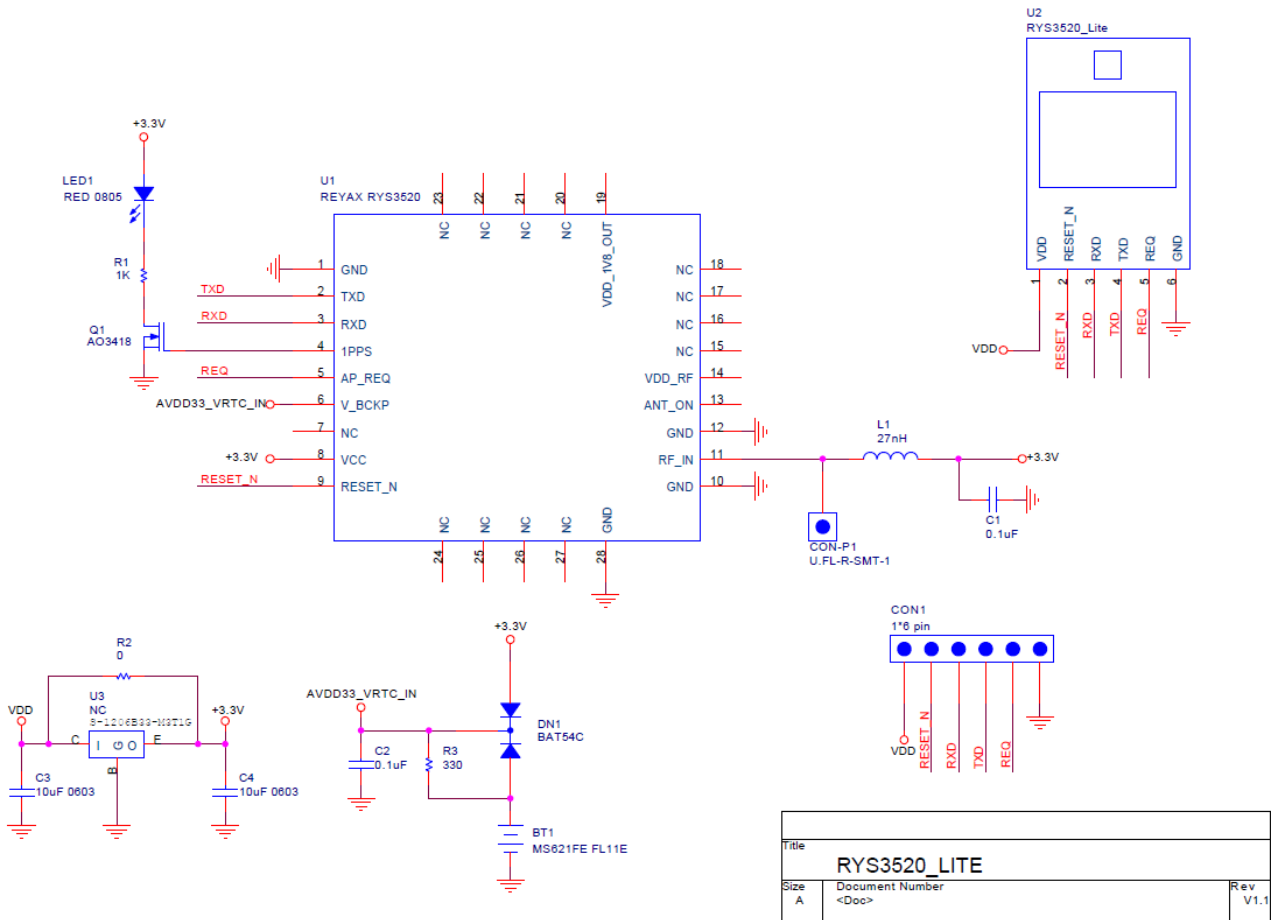 U2
RYS3520_Lite
VDD
RESET_N
RXD
TXD
REQ
GND
1
2
3
4
5
6
VDD
RESET_N
RXD
TXD
REQ
+3.3V
LED1
RED 0805
R1
1K
Q1
AO3418
U1
REYAX RYS3520
23
22
21
20
19
NC
NC
NC
NC
VDD_1V8_OUT
1
GND
TXD
2
TXD
RXD
3
RXD
4
1PPS
REQ
5
AP_REQ
AVDD33_VRTC_IN
6
V_BCKP
7
NC
+3.3V
8
VCC
RESET_N
9
RESET_N
NC
18
NC
17
NC
16
NC
15
VDD_RF
14
ANT_ON
13
GND
12
RF_IN
11
GND
10
NC
NC
NC
NC
GND
24
25
26
27
28
L1
27nH
+3.3V
C1
0.1uF
CON-P1
U.FL-R-SMT-1
R2
0
U3
NC
S-1206B33-M3T1G
VDD
+3.3V
C
I
G
O
E
B
C3
10uF 0603
C4
10uF 0603
+3.3V
AVDD33_VRTC_IN
DN1
BAT54C
C2
0.1uF
R3
330
BT1
MS621FE FL11E
CON1
1*6 pin
VDD
RESET_N
RXD
TXD
REQ
Title
RYS3520_LITE
Size
A
Document Number
<Doc>
Rev
V1.1